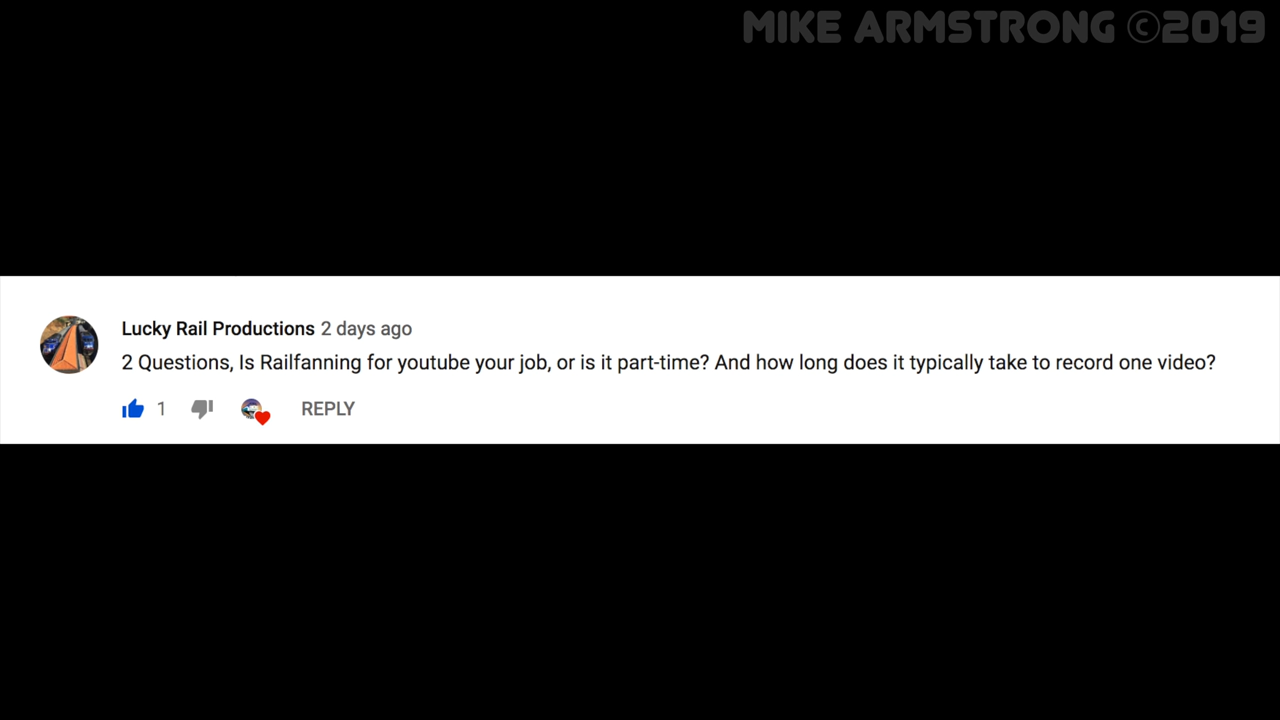 MIKE ARMSTRONG ©2019
Lucky Rail Productions 2 days ago
2 Questions, Is Railfanning for youtube your job, or is it part-time? And how long does it typically take to record one video?
1 REPLY